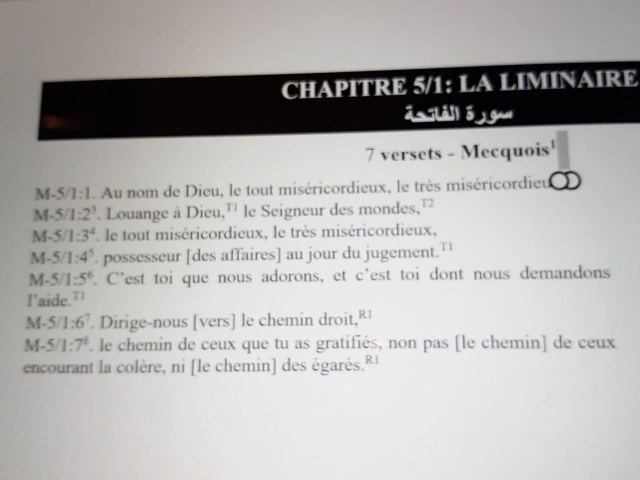 CHAPITRE 5/1: LA LIMINAIRE
سورة الفاتحة
7 versets - Mecquois1
M-5/1:1. Au nom de Dieu, le tout miséricordieux, le très miséricordieu
M-5/1:23. Louange à Dieu,T1 le Seigneur des mondes,T2
M-5/1:34. le tout miséricordieux, le très miséricordieux,
M-5/1:45. possesseur [des affaires] au jour du jugement.T1
M-5/1:56. C'est toi que nous adorons, et c'est toi dont nous demandons
l'aide.T1
M-5/1:67. Dirige-nous [vers] le chemin droit,R1
M-5/1:78. le chemin de ceux que tu as gratifiés, non pas [le chemin] de ceux
encourant la colère, ni [le chemin] des égarés.R1